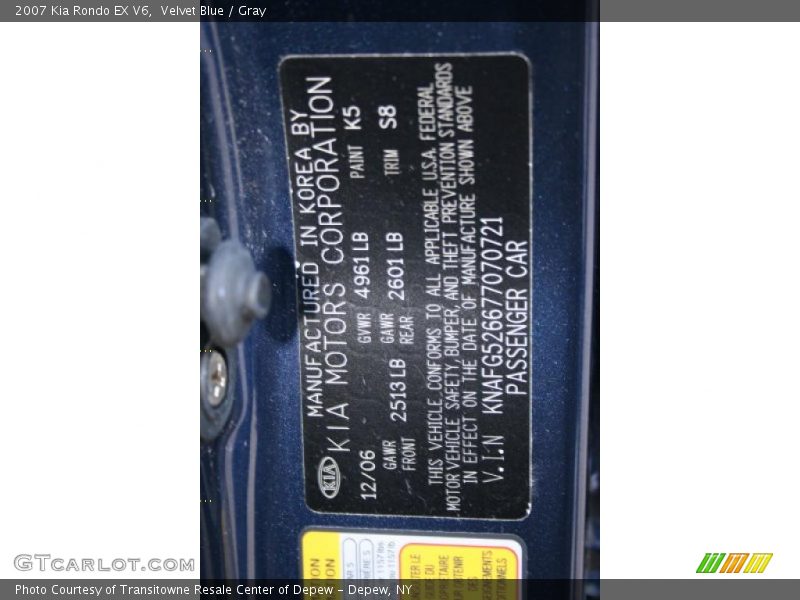 2007 Kia Rondo EX V6,  Velvet Blue / Gray
MANUFACTURED IN KOREA BY
KIA KIA MOTORS CORPORATION
12/06 GVWR 4961 LB PAINT K5
GAWR FRONT 2513 LB GAWR REAR 2601 LB TRIM S8
THIS VEHICLE CONFORMS TO ALL APPLICABLE U.S.A. FEDERAL
MOTOR VEHICLE SAFETY, BUMPER, AND THEFT PREVENTION STANDARDS
IN EFFECT ON THE DATE OF MANUFACTURE SHOWN ABOVE
V.I.N KNAFG526677070721
PASSENGER CAR
GTCARLOT.COM
Photo Courtesy of Transitowne Resale Center of Depew – Depew, NY